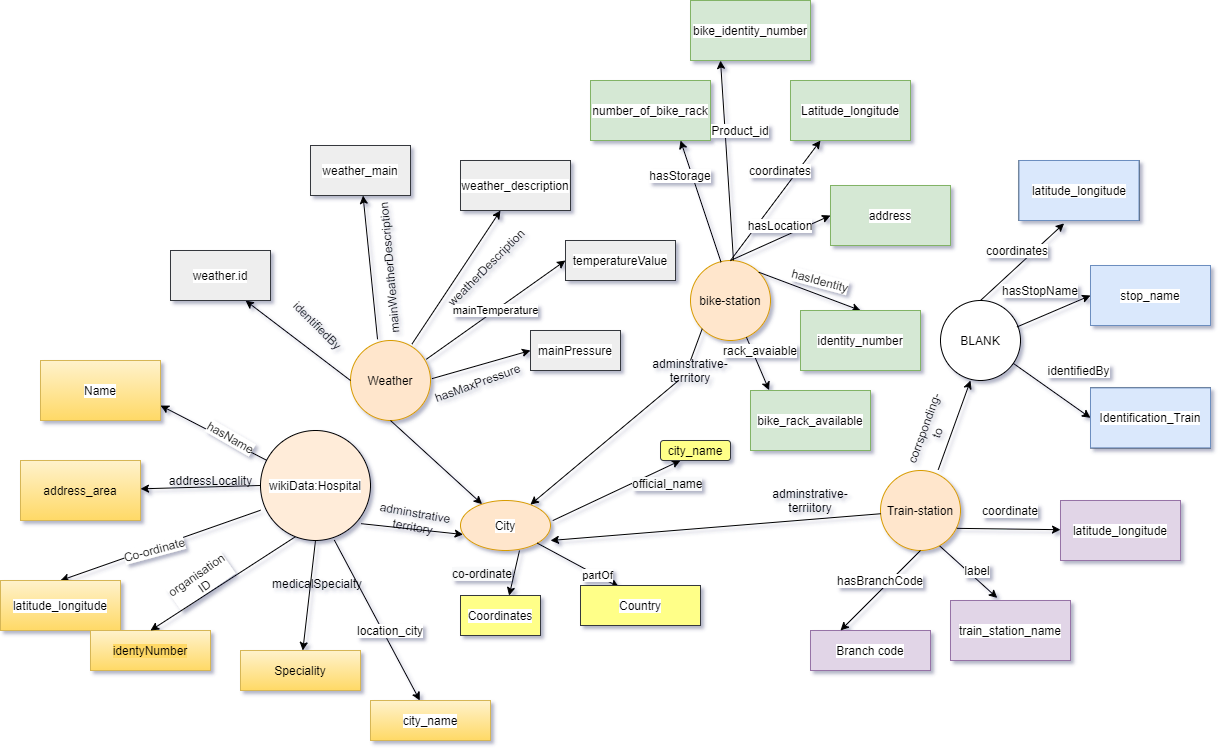 bike_identity_number
number_of_bike_rack
Latitude_longitude
Product_id
weather_main
weather_description
hasStorage
coordinates
latitude_longitude
address
hasLocation
mainWeatherDescription
weatherDescription
coordinates
weather.id
temperatureValue
hasIdentity
hasStopName
stop_name
bike-station
identifiedBy
mainTemperature
identity_number
BLANK
mainPressure
rack_avaiable
adminstrative-
territory
Weather
hasMaxPressure
identifiedBy
Name
bike_rack_available
Identification_Train
corrsponding-
to
hasName
city_name
addressLocality
wikiData:Hospital
official_name
address_area
adminstrative-
terriitory
Train-station
coordinate
adminstrative
territory
City
latitude_longitude
Co-ordinate
organisation
ID
medicalSpecialty
co-ordinate
partOf
hasBranchCode
label
latitude_longitude
Coordinates
Country
location_city
train_station_name
identyNumber
Branch code
Speciality
city_name